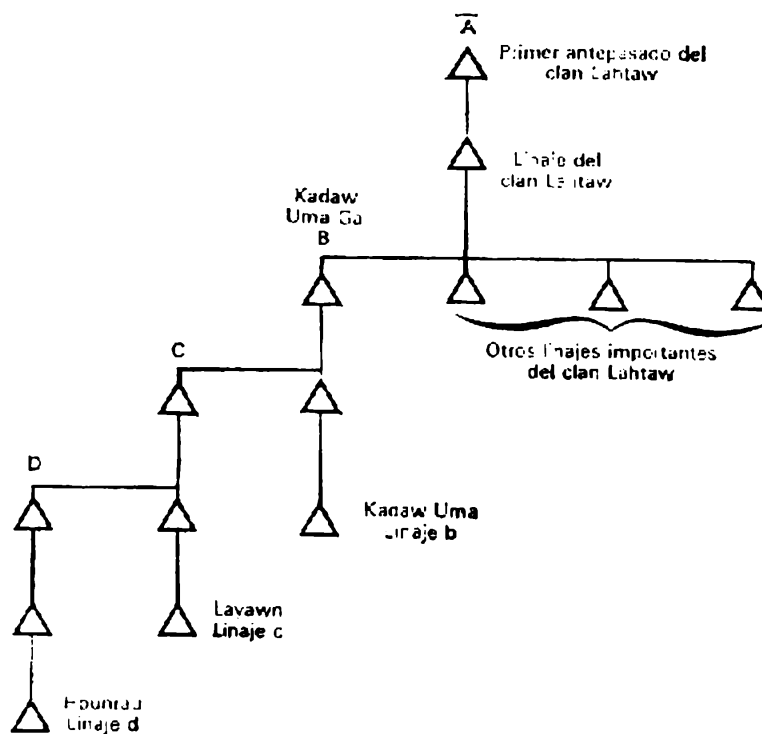 A
Primer antepasado del
clan Lahtaw
Linaje del
clan Lahtaw
Kadaw
Uma Ga
B
Otros linajes importantes
del clan Lahtaw
C
D
Kadaw Uma
Linaje b
Layawn
Linaje c
Linaje d